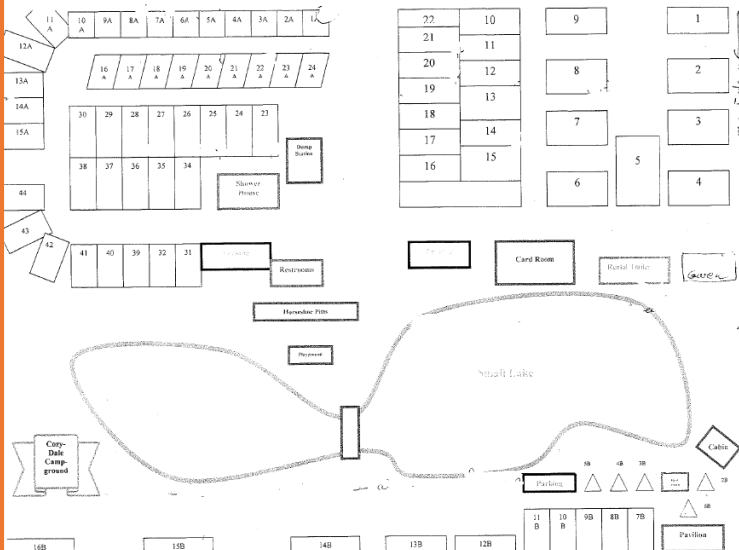 11 A
10 A
9A
8A
7A
6A
5A
4A
3A
2A
12A
13A
14A
15A
16 A
17 A
18 A
19 A
20 A
21 A
22 A
23 A
24 A
22
21
20
19
18
17
16
10
11
12
13
14
15
9
8
7
6
5
1
2
3
4
30
29
28
27
26
25
24
23
38
37
36
35
34
Dump
Station
Shower
House
44
43
42
41
40
39
32
31
Restrooms
Card Room
Rental Trailer
Gwen
Horseshoe Pitts
Playground
Small Lake
Cozy-
Dale
Camp-
ground
Cabin
Parking
5B
4B
3B
11
B
10
B
9B
8B
7B
Pavilion
16B
15B
14B
13B
12B